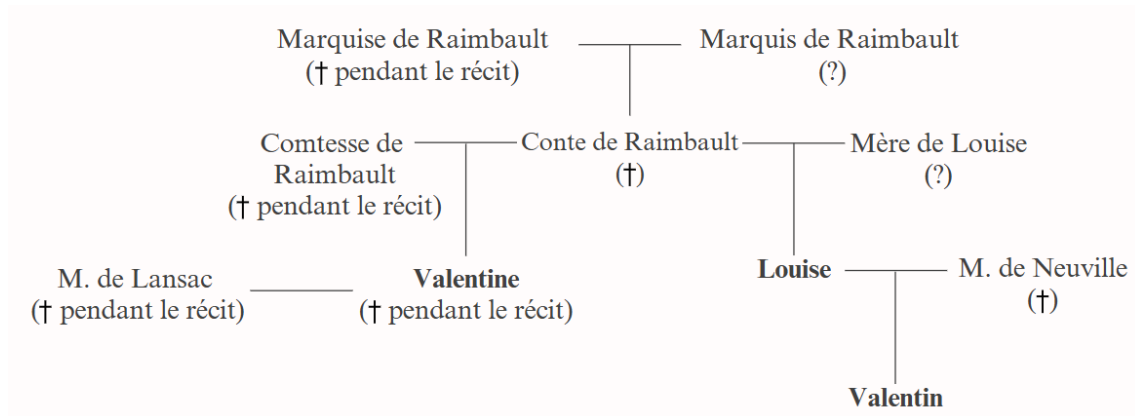 Marquise de Raimbault
(† pendant le récit)
Marquis de Raimbault
(?)
Comtesse de
Raimbault
(† pendant le récit)
Conte de Raimbault
(†)
Mère de Louise
(?)
M. de Lansac
(† pendant le récit)
Valentine
(† pendant le récit)
Louise
M. de Neuville
(†)
Valentin